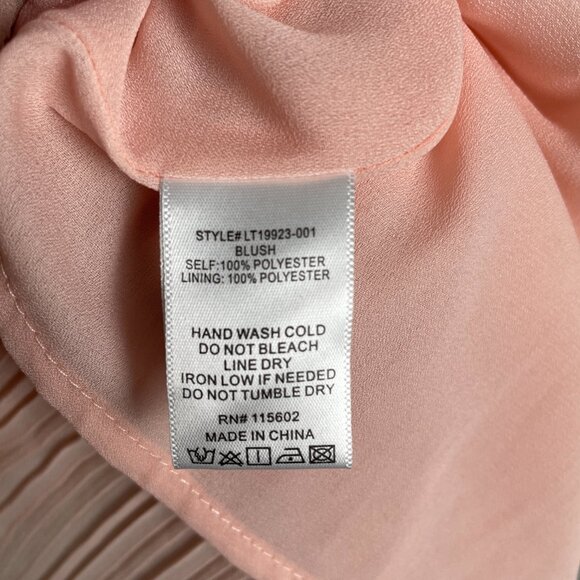 STYLE# LT19923-001
BLUSH
SELF:100% POLYESTER
LINING: 100% POLYESTER
HAND WASH COLD
DO NOT BLEACH
LINE DRY
IRON LOW IF NEEDED
DO NOT TUMBLE DRY
RN# 115602
MADE IN CHINA